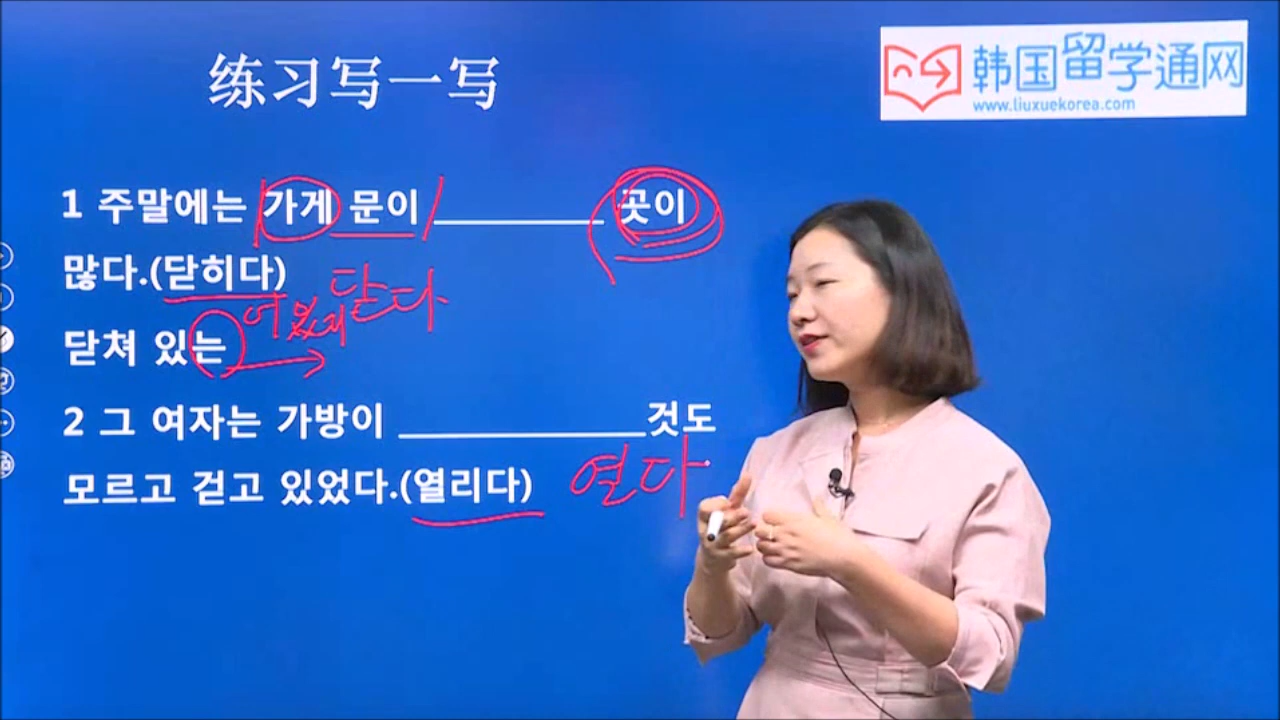 练习写一写
韩国留学通网
www.liuxuekorea.com
1 주말에는 가게 문이 __________ 곳이
많다.(닫히다)
닫다
닫쳐 있는
2 그 여자는 가방이 ______________것도
모르고 걷고 있었다.(열리다)
열다